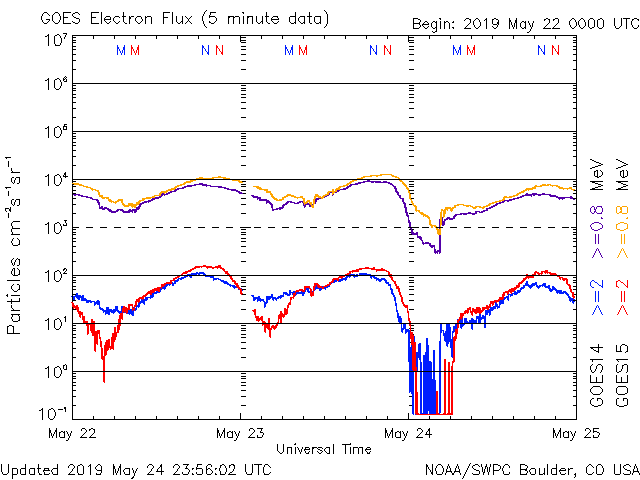 GOES Electron Flux (5 minute data)
Begin: 2019 May 22 0000 UTC
M M N N M M N N M M N N
10⁷
10⁶
10⁵
10⁴
10³
10²
10¹
10⁰
10⁻¹
Particles cm⁻²s⁻¹sr⁻¹
May 22 May 23 May 24 May 25
Universal Time
GOES14 >=2 >=0.8 MeV
GOES15 >=2 >=0.8 MeV
Updated 2019 May 24 23:56:02 UTC
NOAA/SWPC Boulder, CO USA